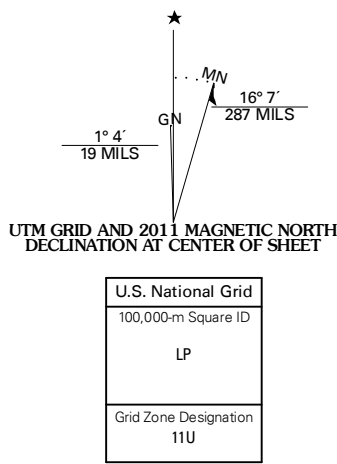 ★
MN
GN
16° 7´
287 MILS
1° 4´
19 MILS
UTM GRID AND 2011 MAGNETIC NORTH
DECLINATION AT CENTER OF SHEET
U.S. National Grid
100,000-m Square ID
LP
Grid Zone Designation
11U